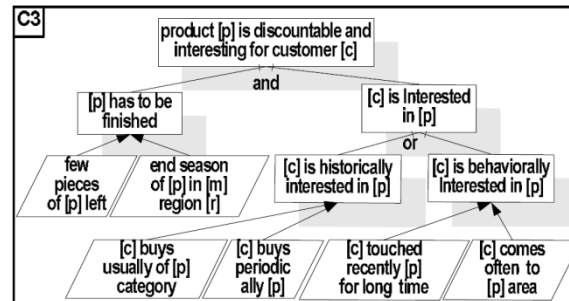 C3
product [p] is discountable and
interesting for customer [c]
and
[p] has to be
finished
[c] is Interested
in [p]
or
few
pieces
of [p] left
end season
of [p] in [m]
region [r]
[c] is historically
interested in [p]
[c] is behaviorally
Interested in [p]
[c] buys
usually of [p]
category
[c] buys
periodic
ally [p]
[c] touched
recently [p]
for long time
[c] comes
often to
[p] area